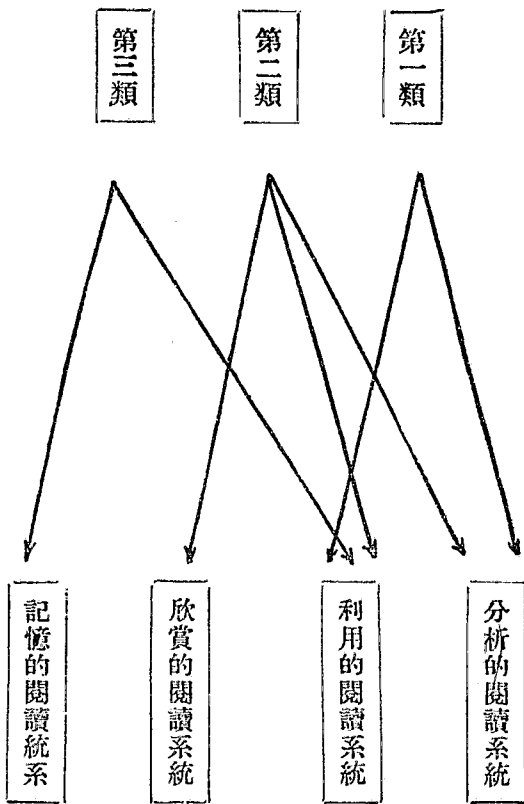 第一類
第二類
第三類
分析的閱讀系統
利用的閱讀系統
欣賞的閱讀系統
記憶的閱讀統系